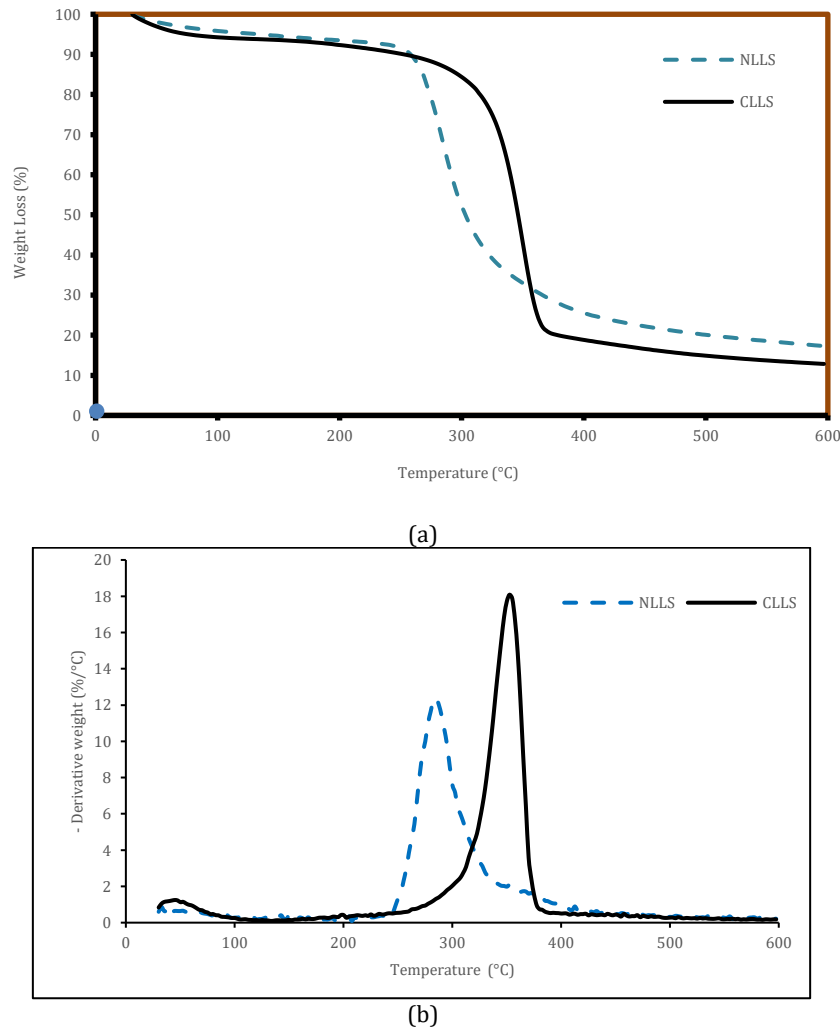 100
90
80
70
60
50
40
30
20
10
0
Weight Loss (%)
NLLS
CLLS
0 100 200 300 400 500 600
Temperature (°C)
(a)
20
18
16
14
12
10
8
6
4
2
0
- Derivative weight (%/°C)
NLLS CLLS
0 100 200 300 400 500 600
Temperature (°C)
(b)